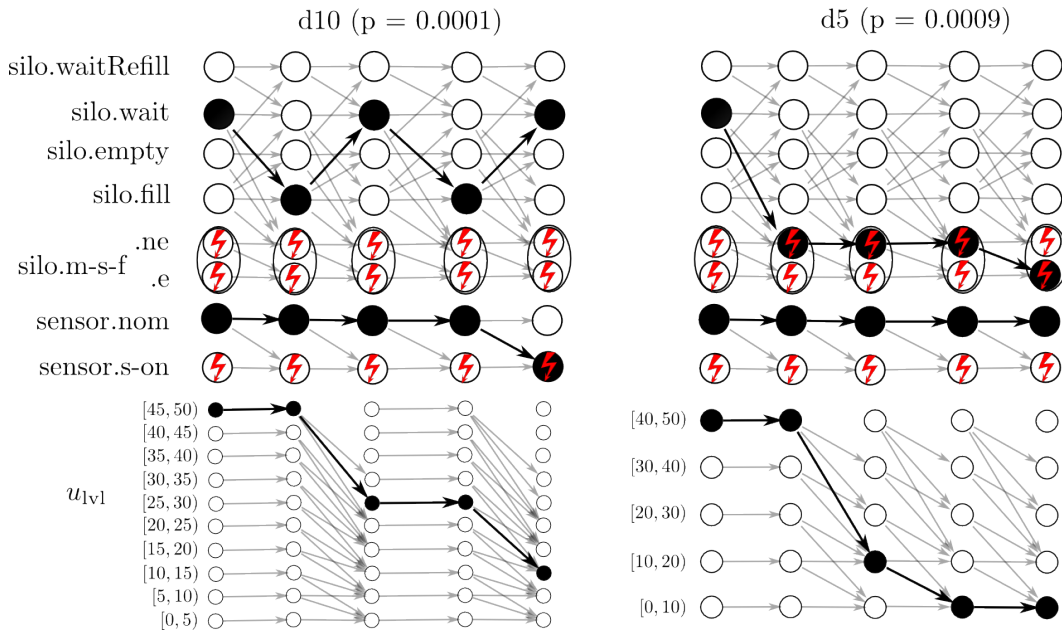 d10 (p = 0.0001)
d5 (p = 0.0009)
silo.waitRefill
silo.wait
silo.empty
silo.fill
.ne
silo.m-s-f
.e
sensor.nom
sensor.s-on
u_lvl
[45, 50)
[40, 45)
[35, 40)
[30, 35)
[25, 30)
[20, 25)
[15, 20)
[10, 15)
[5, 10)
[0, 5)
[40, 50)
[30, 40)
[20, 30)
[10, 20)
[0, 10)